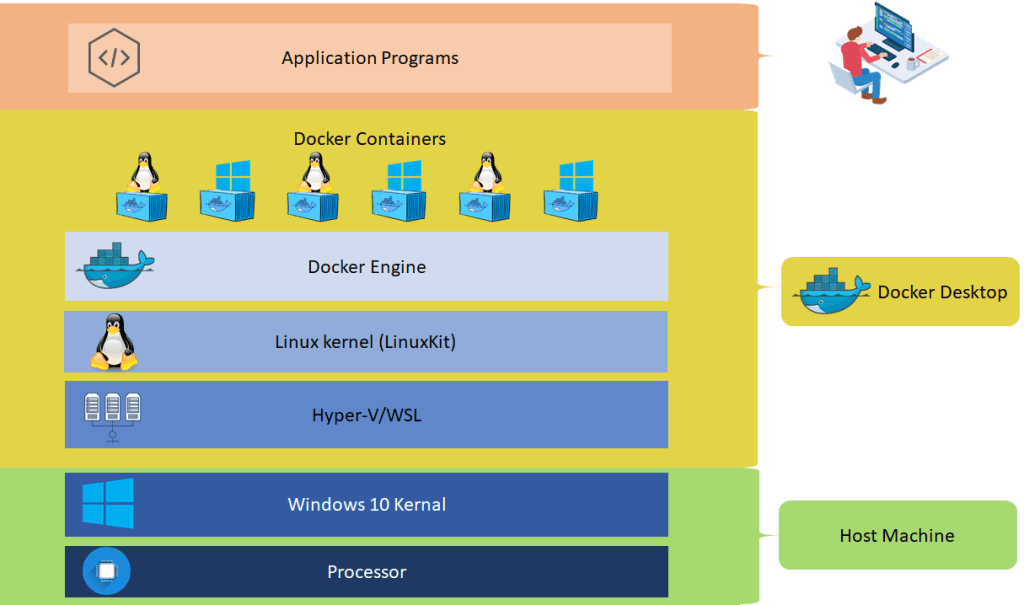 Application Programs
Docker Containers
Docker Engine
Docker Desktop
Linux kernel (LinuxKit)
Hyper-V/WSL
Windows 10 Kernal
Host Machine
Processor